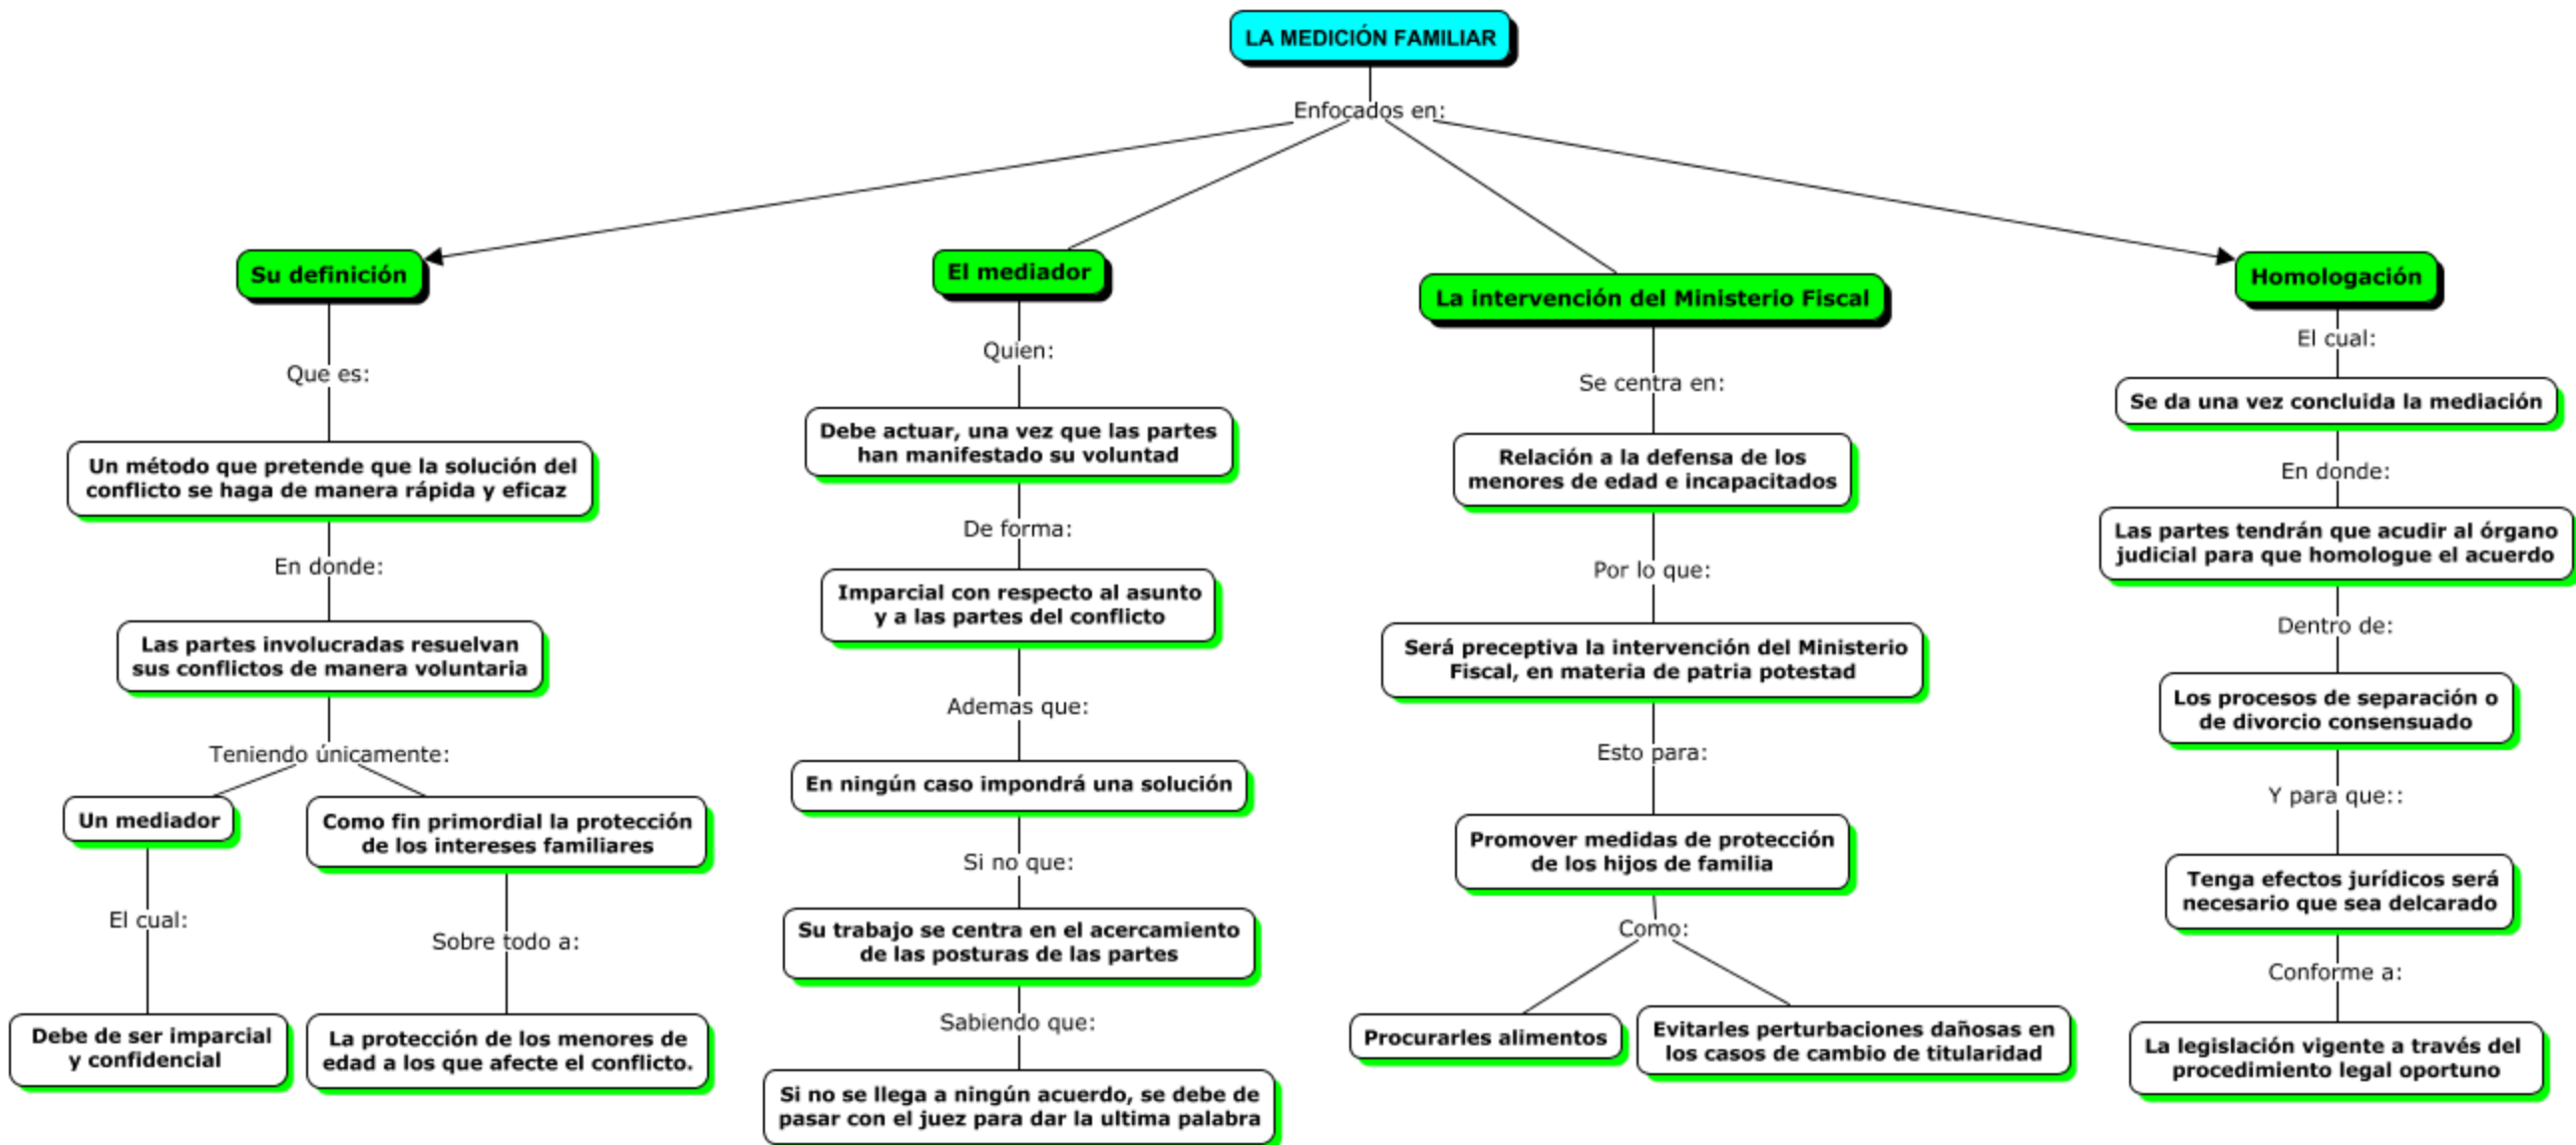 LA MEDICIÓN FAMILIAR
Enfocados en:
Su definición
Que es:
Un método que pretende que la solución del
conflicto se haga de manera rápida y eficaz
En donde:
Las partes involucradas resuelvan
sus conflictos de manera voluntaria
Teniendo únicamente:
Un mediador
El cual:
Debe de ser imparcial
y confidencial
Como fin primordial la protección
de los intereses familiares
Sobre todo a:
La protección de los menores de
edad a los que afecte el conflicto.
El mediador
Quien:
Debe actuar, una vez que las partes
han manifestado su voluntad
De forma:
Imparcial con respecto al asunto
y a las partes del conflicto
Ademas que:
En ningún caso impondrá una solución
Si no que:
Su trabajo se centra en el acercamiento
de las posturas de las partes
Sabiendo que:
Si no se llega a ningún acuerdo, se debe de
pasar con el juez para dar la ultima palabra
La intervención del Ministerio Fiscal
Se centra en:
Relación a la defensa de los
menores de edad e incapacitados
Por lo que:
Será preceptiva la intervención del Ministerio
Fiscal, en materia de patria potestad
Esto para:
Promover medidas de protección
de los hijos de familia
Como:
Procurarles alimentos
Evitarles perturbaciones dañosas en
los casos de cambio de titularidad
Homologación
El cual:
Se da una vez concluida la mediación
En donde:
Las partes tendrán que acudir al órgano
judicial para que homologue el acuerdo
Dentro de:
Los procesos de separación o
de divorcio consensuado
Y para que::
Tenga efectos jurídicos será
necesario que sea delcarado
Conforme a:
La legislación vigente a través del
procedimiento legal oportuno